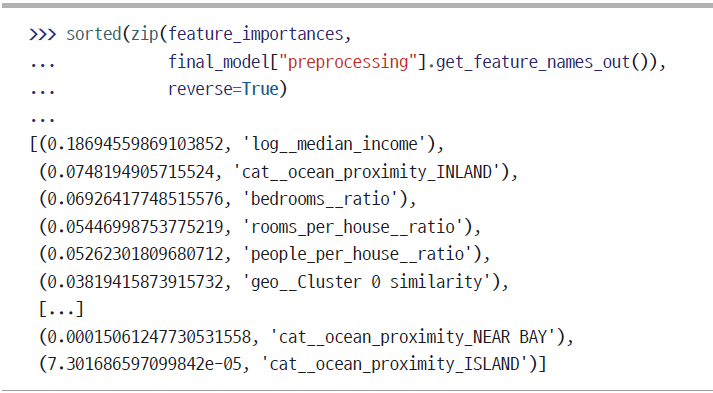 >>> sorted(zip(feature_importances,
...            final_model["preprocessing"].get_feature_names_out()),
...            reverse=True)
...
[(0.18694559869103852, 'log__median_income'),
 (0.0748194905715524, 'cat__ocean_proximity_INLAND'),
 (0.06926417748515576, 'bedrooms__ratio'),
 (0.05446998753775219, 'rooms_per_house__ratio'),
 (0.05262301809680712, 'people_per_house__ratio'),
 (0.03819415873915732, 'geo__Cluster 0 similarity'),
 [...]
 (0.00015061247730531558, 'cat__ocean_proximity_NEAR BAY'),
 (7.301686597099842e-05, 'cat__ocean_proximity_ISLAND')]